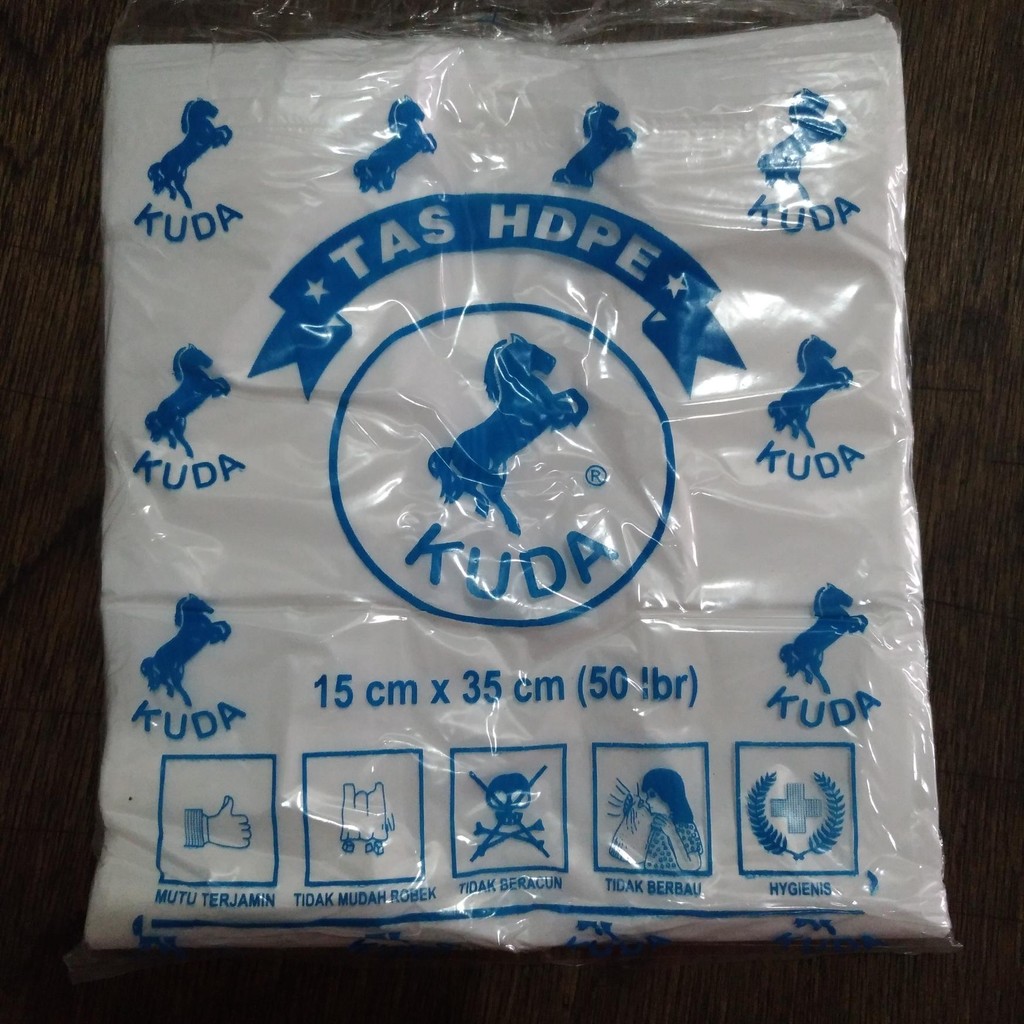 KUDA
KUDA
TAS HDPE
KUDA
KUDA
®
KUDA
KUDA
KUDA
15 cm x 35 cm (50 lbr)
MUTU TERJAMIN
TIDAK MUDAH ROBEK
TIDAK BERACUN
TIDAK BERBAU
HYGIENIS
KUDA